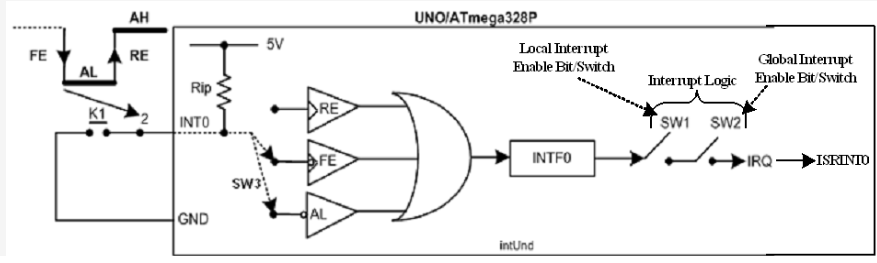 UNO/ATmega328P
AH
FE
RE
AL
5V
Local Interrupt
Enable Bit/Switch
Global Interrupt
Enable Bit/Switch
Interrupt Logic
Rip
K1
2
INT0
RE
FE
AL
SW3
INTF0
SW1
SW2
IRQ
ISRINT0
GND
intUnd